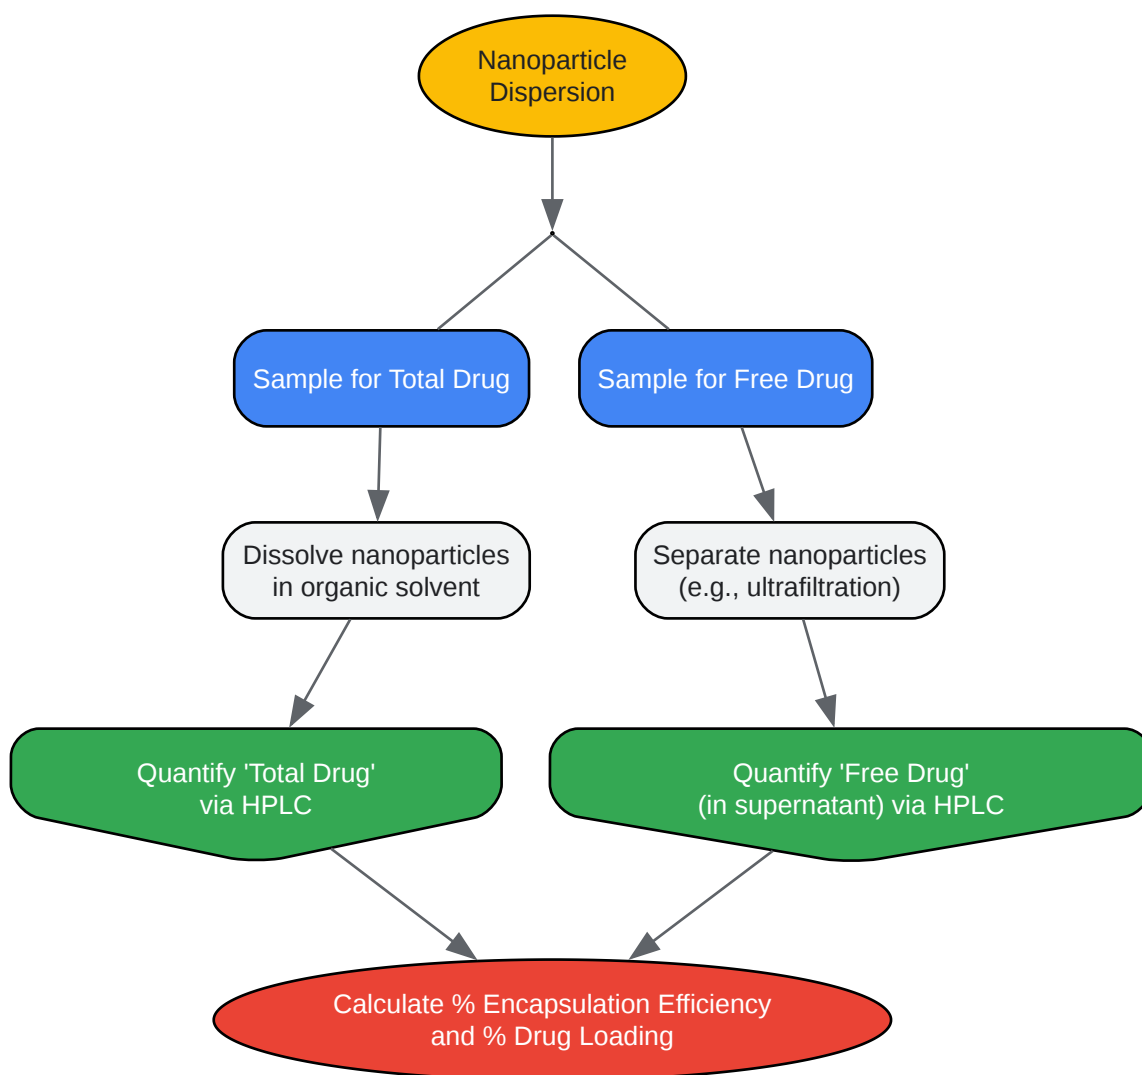 Nanoparticle
Dispersion
Sample for Total Drug
Sample for Free Drug
Dissolve nanoparticles
in organic solvent
Separate nanoparticles
(e.g., ultrafiltration)
Quantify 'Total Drug'
via HPLC
Quantify 'Free Drug'
(in supernatant) via HPLC
Calculate % Encapsulation Efficiency
and % Drug Loading